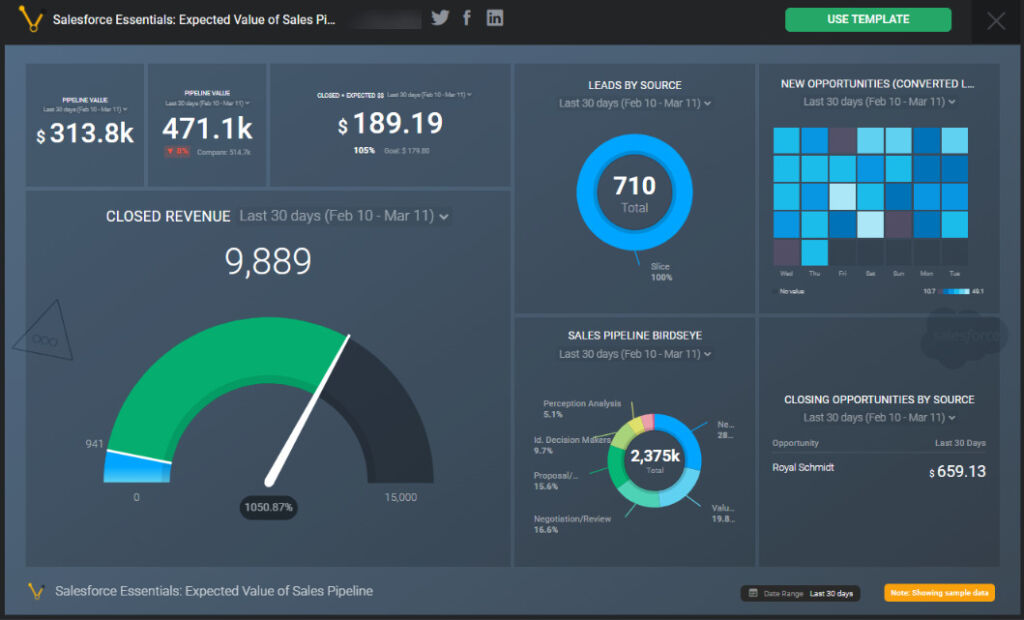 Salesforce Essentials: Expected Value of Sales Pi...
USE TEMPLATE
PIPELINE VALUE
Last 30 days (Feb 10 - Mar 11)
$ 313.8k
PIPELINE VALUE
Last 30 days (Feb 10 - Mar 11)
471.1k
▼ 8% Compare: 514.7k
CLOSED + EXPECTED $$ Last 30 days (Feb 10 - Mar 11)
$ 189.19
105% Goal: $ 179.80
LEADS BY SOURCE
Last 30 days (Feb 10 - Mar 11)
710
Total
Slice
100%
NEW OPPORTUNITIES (CONVERTED L...
Last 30 days (Feb 10 - Mar 11)
Wed Thu Fri Sat Sun Mon Tue
No value 10.7 49.1
CLOSED REVENUE Last 30 days (Feb 10 - Mar 11)
9,889
941
0
15,000
1050.87%
SALES PIPELINE BIRDSEYE
Last 30 days (Feb 10 - Mar 11)
Perception Analysis
5.1%
Id. Decision Makers
9.7%
Proposal/...
15.6%
Negotiation/Review
16.6%
Ne...
28...
2,375k
Total
Valu...
19.8...
salesforce
CLOSING OPPORTUNITIES BY SOURCE
Last 30 days (Feb 10 - Mar 11)
Opportunity Last 30 Days
Royal Schmidt $ 659.13
Salesforce Essentials: Expected Value of Sales Pipeline
Date Range Last 30 days
Note: Showing sample data